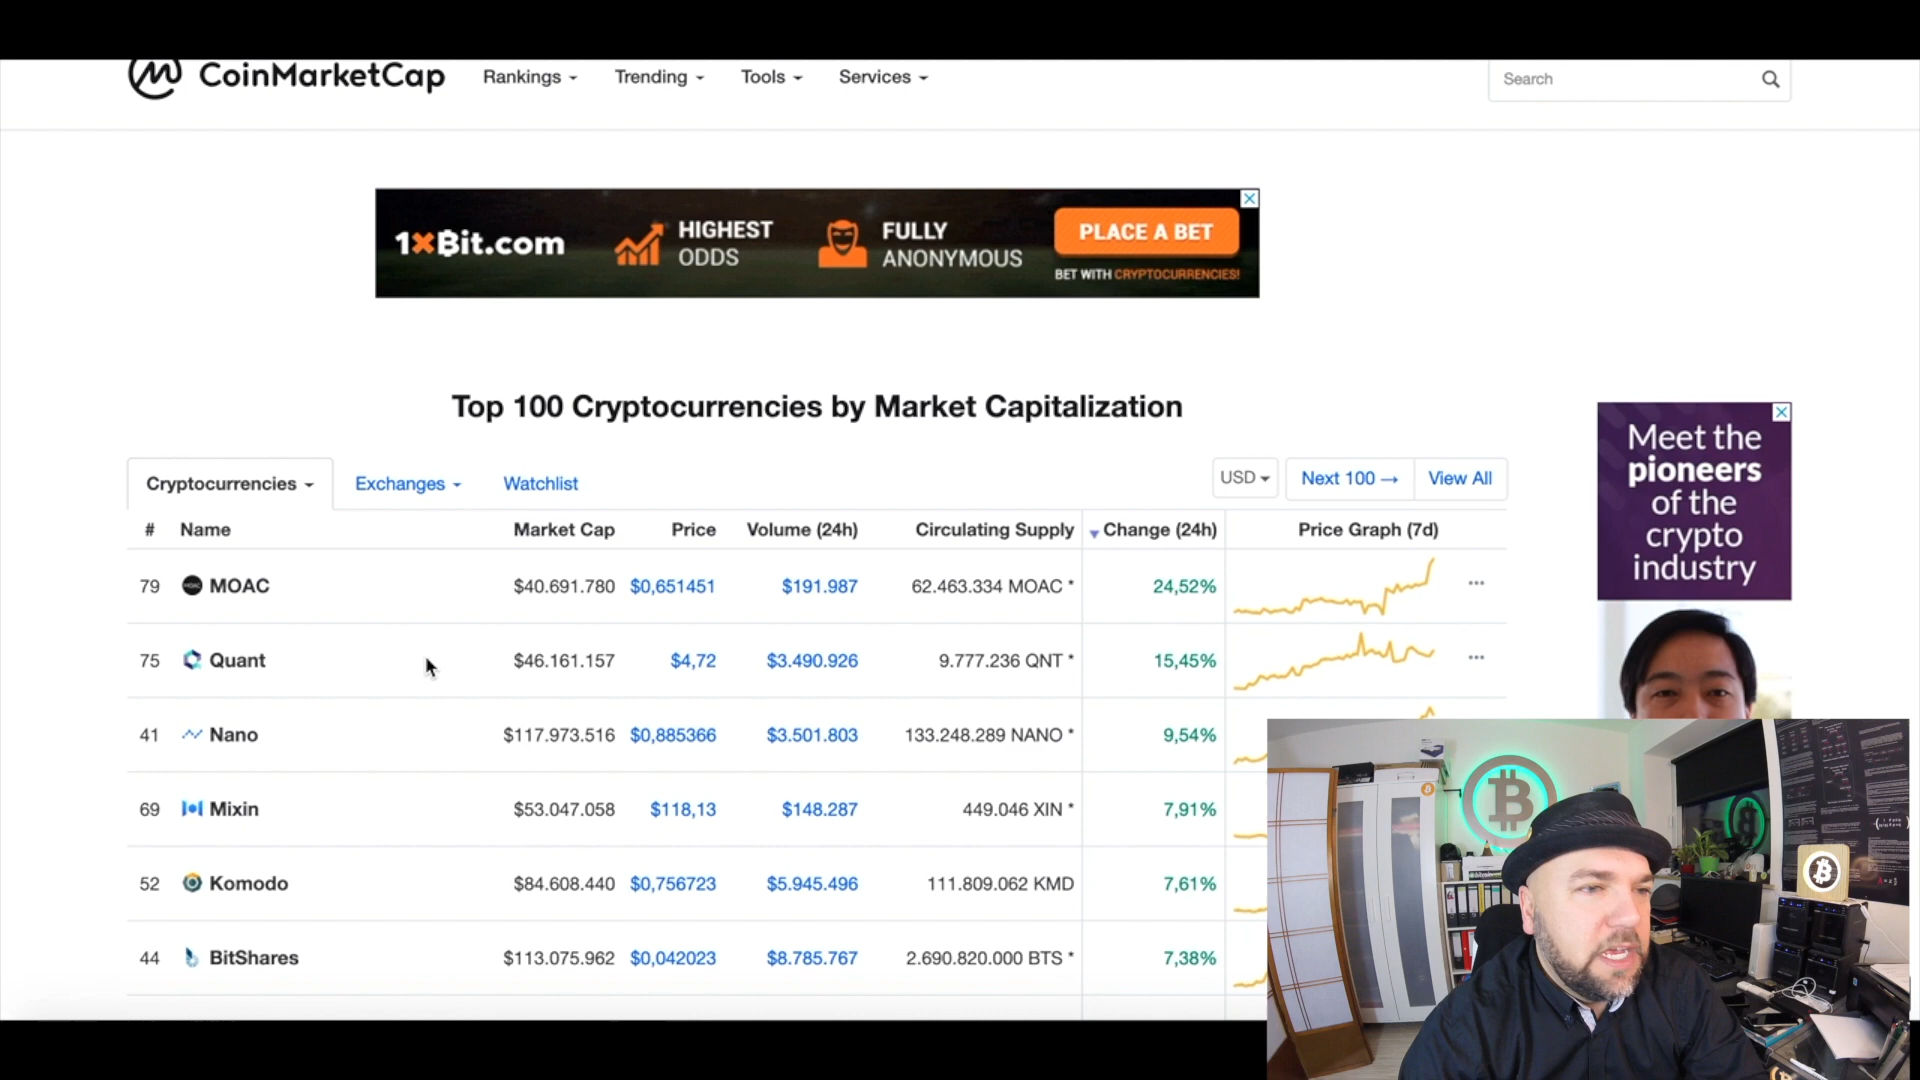 CoinMarketCap Rankings Trending Tools Services Search
1xBit.com HIGHEST ODDS FULLY ANONYMOUS PLACE A BET
BET WITH CRYPTOCURRENCIES!
Top 100 Cryptocurrencies by Market Capitalization
Meet the
pioneers
of the
crypto
industry
Cryptocurrencies Exchanges Watchlist USD Next 100 → View All
# Name Market Cap Price Volume (24h) Circulating Supply Change (24h) Price Graph (7d)
79 MOAC $40.691.780 $0,651451 $191.987 62.463.334 MOAC * 24,52%
75 Quant $46.161.157 $4,72 $3.490.926 9.777.236 QNT * 15,45%
41 Nano $117.973.516 $0,885366 $3.501.803 133.248.289 NANO * 9,54%
69 Mixin $53.047.058 $118,13 $148.287 449.046 XIN * 7,91%
52 Komodo $84.608.440 $0,756723 $5.945.496 111.809.062 KMD 7,61%
44 BitShares $113.075.962 $0,042023 $8.785.767 2.690.820.000 BTS * 7,38%